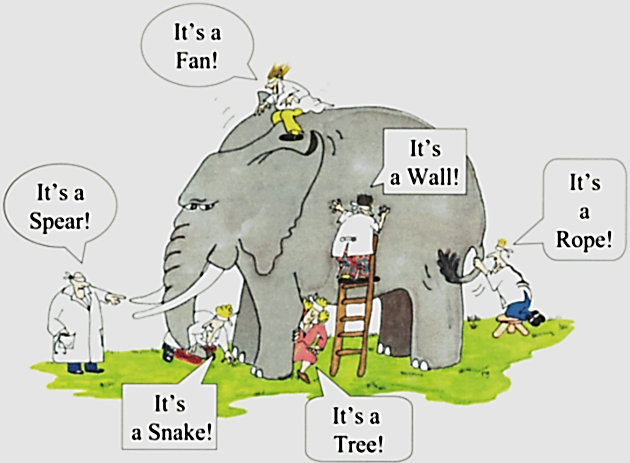 It's a
Fan!
It's
a Wall!
It's
a
Rope!
It's a
Spear!
It's
a Snake!
It's a
Tree!